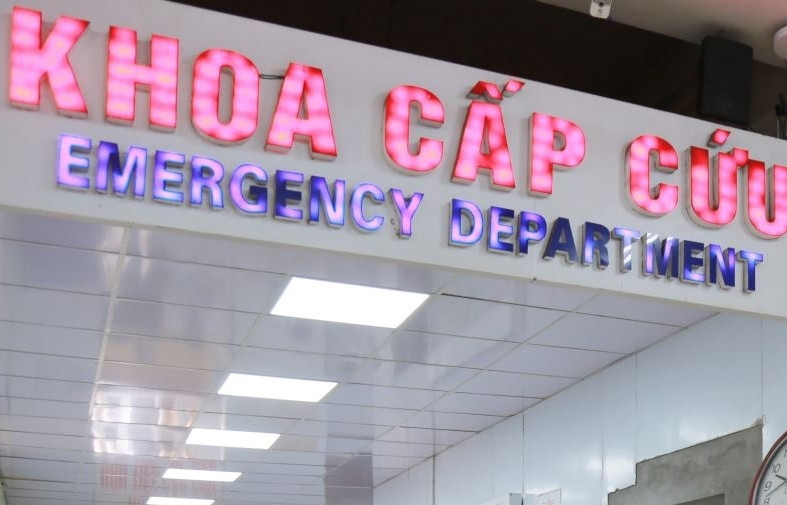 KHOA CẤP CỨU
EMERGENCY DEPARTMENT